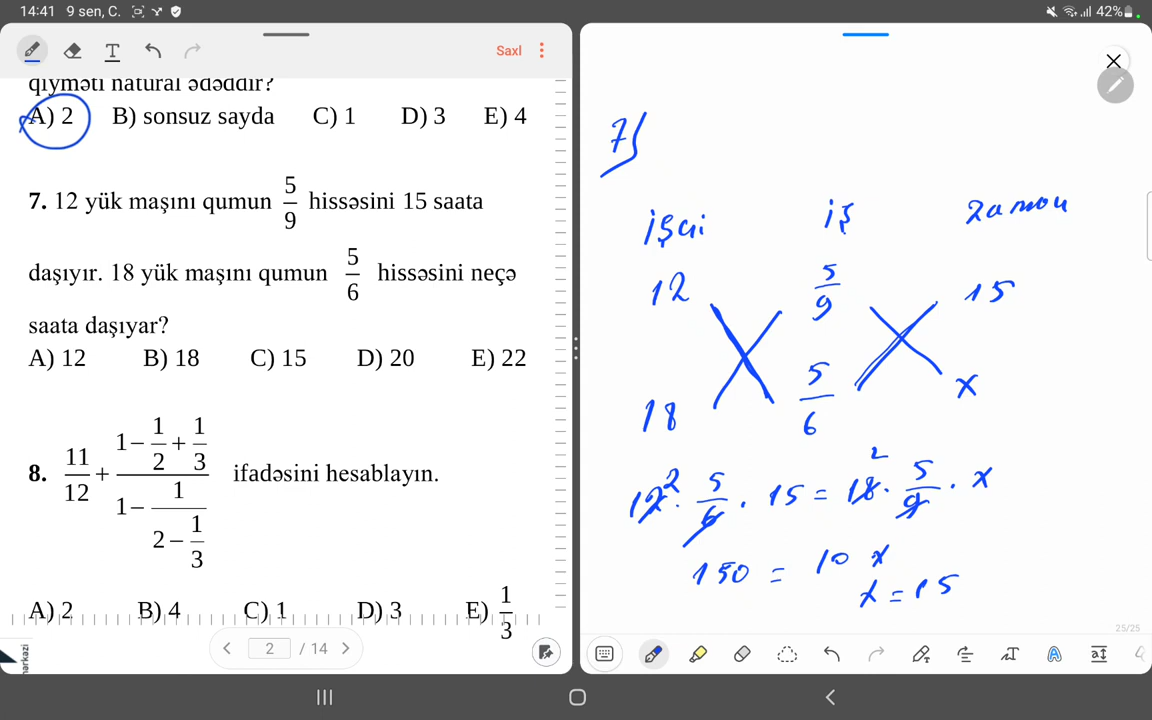 14:41 9 sen, C. 42%
Saxl
qiyməti natural ədəddir?
A) 2 B) sonsuz sayda C) 1 D) 3 E) 4
7. 12 yük maşını qumun 5/9 hissəsini 15 saata
daşıyır. 18 yük maşını qumun 5/6 hissəsini neçə
saata daşıyar?
A) 12 B) 18 C) 15 D) 20 E) 22
8. 11/12 + (1 − 1/2 + 1/3)/(1 − 1/(2 − 1/3)) ifadəsini hesablayın.
A) 2 B) 4 C) 1 D) 3 E) 1/3
2 / 14
7)
işçi iş zaman
12 5/9 15
18 5/6 x
12 2 · 5/6 · 15 = 18 2 · 5/9 · x
150 = 10 x
x = 15
25/25